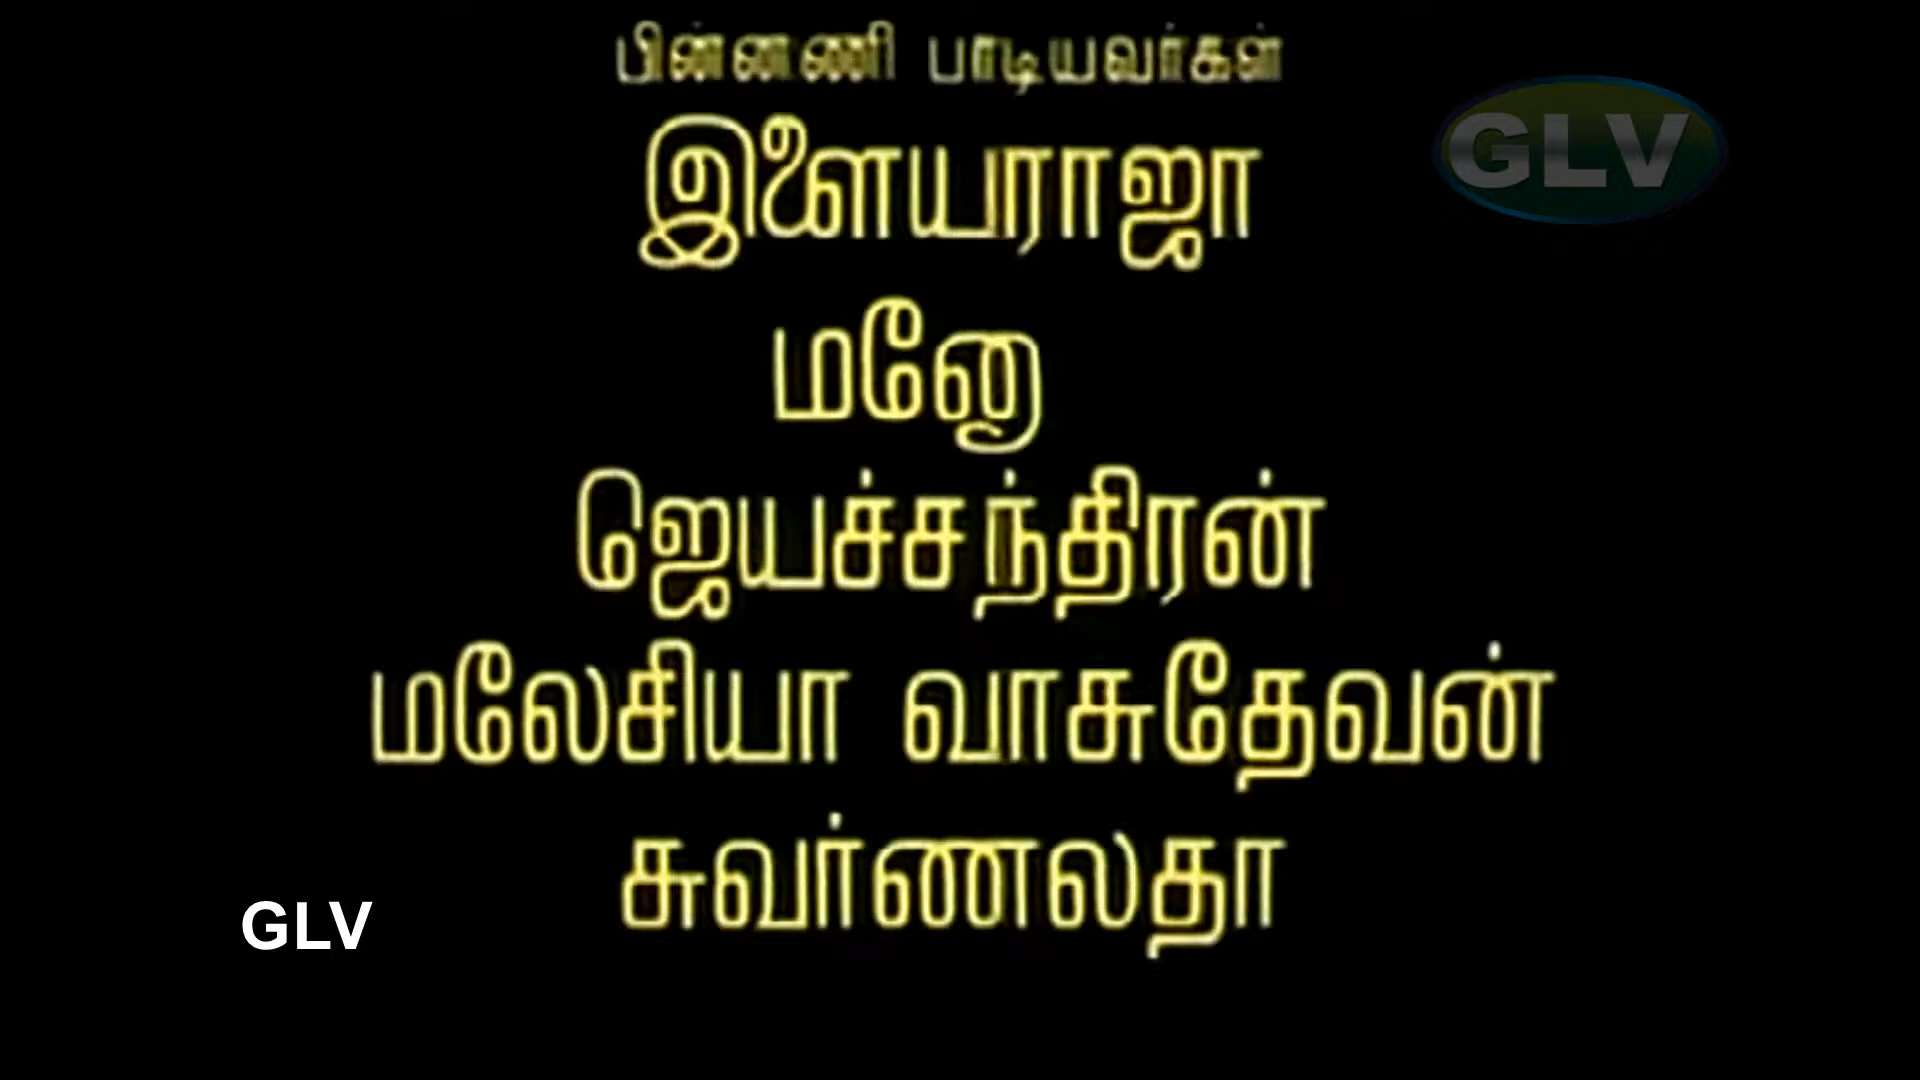 பின்னணி பாடியவர்கள்
GLV
இளையராஜா
மனோ
ஜெயச்சந்திரன்
மலேசியா வாசுதேவன்
சுவர்ணலதா
GLV